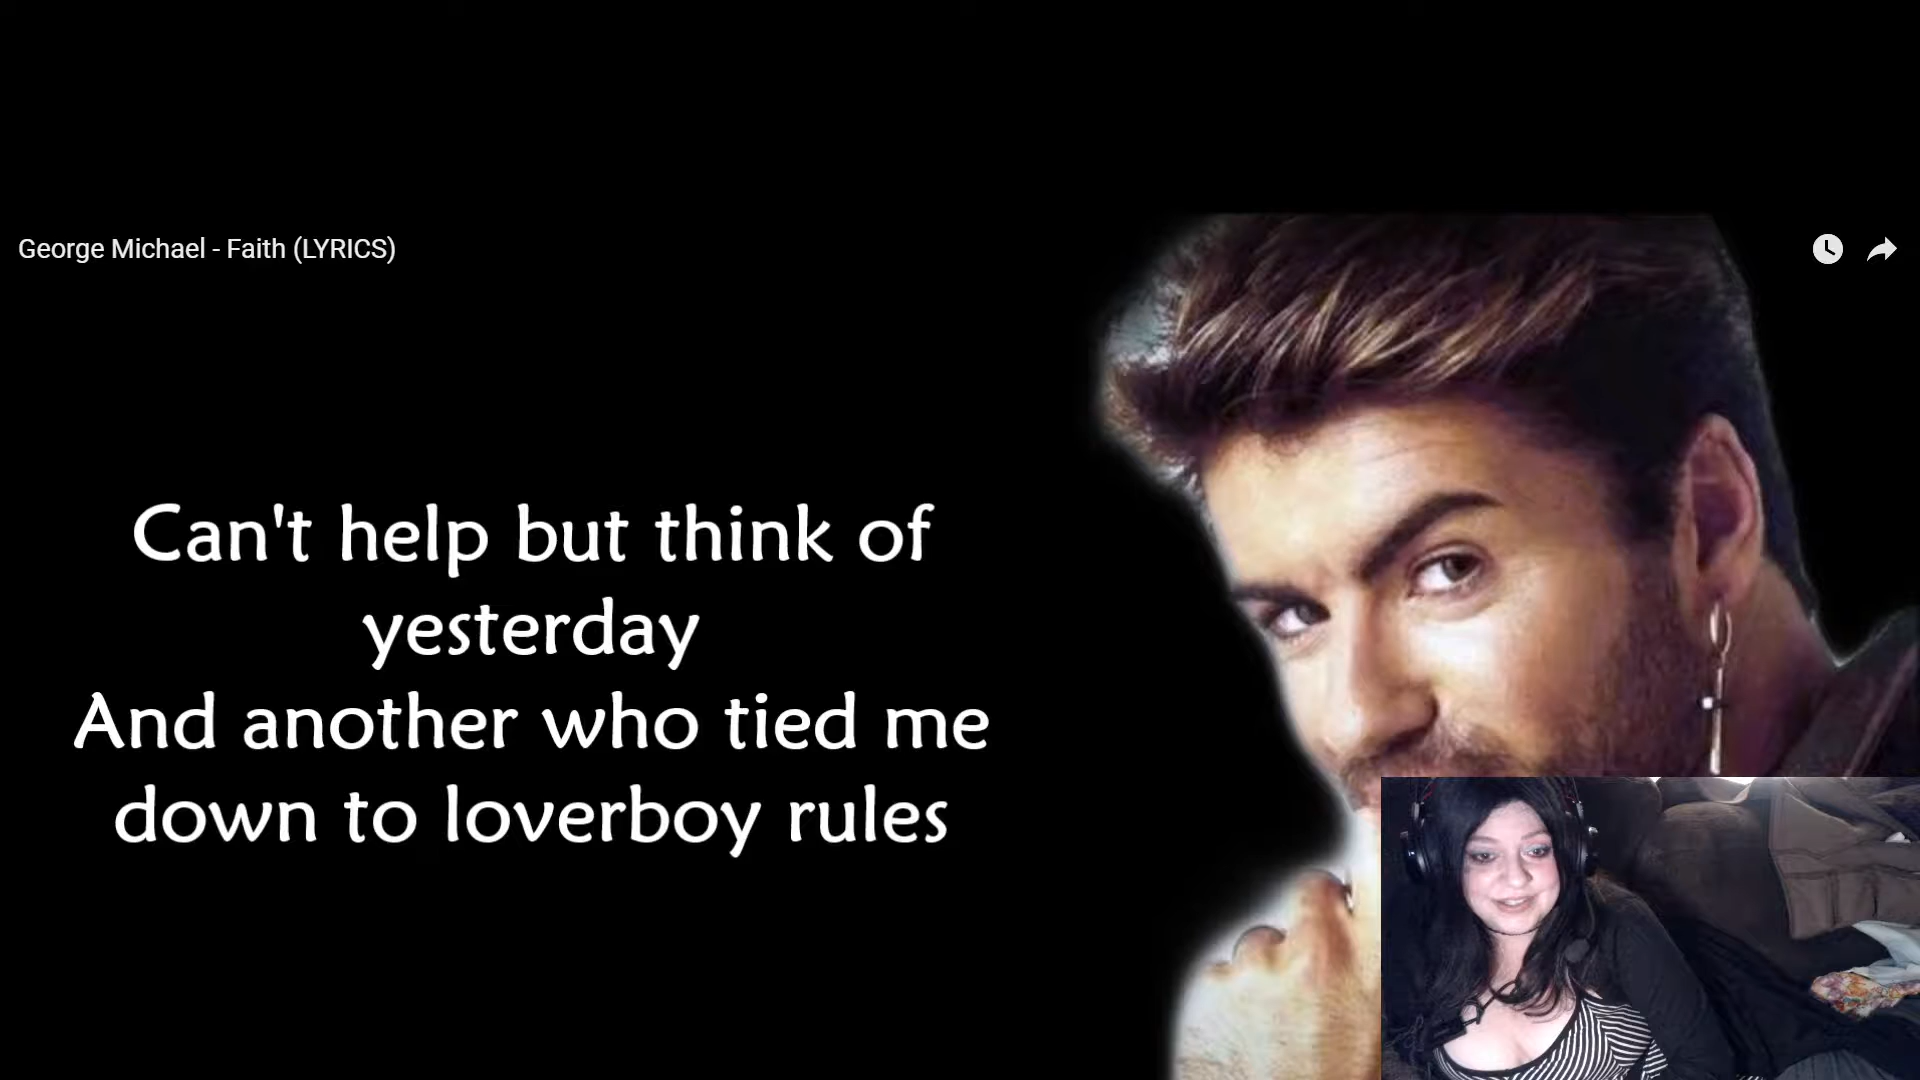 George Michael - Faith (LYRICS)
Can't help but think of
yesterday
And another who tied me
down to loverboy rules